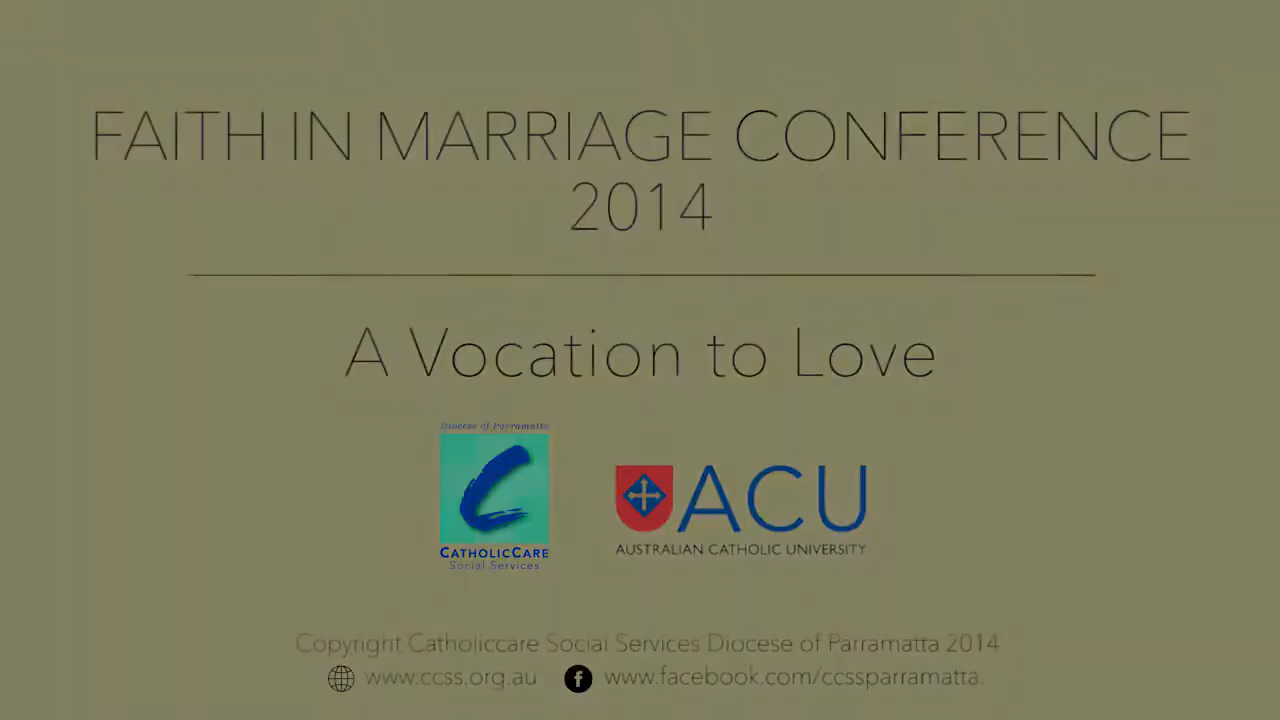 FAITH IN MARRIAGE CONFERENCE
2014
A Vocation to Love
Diocese of Parramatta
CATHOLICCARE
Social Services
ACU
AUSTRALIAN CATHOLIC UNIVERSITY
Copyright Catholiccare Social Services Diocese of Parramatta 2014
www.ccss.org.au www.facebook.com/ccssparramatta.